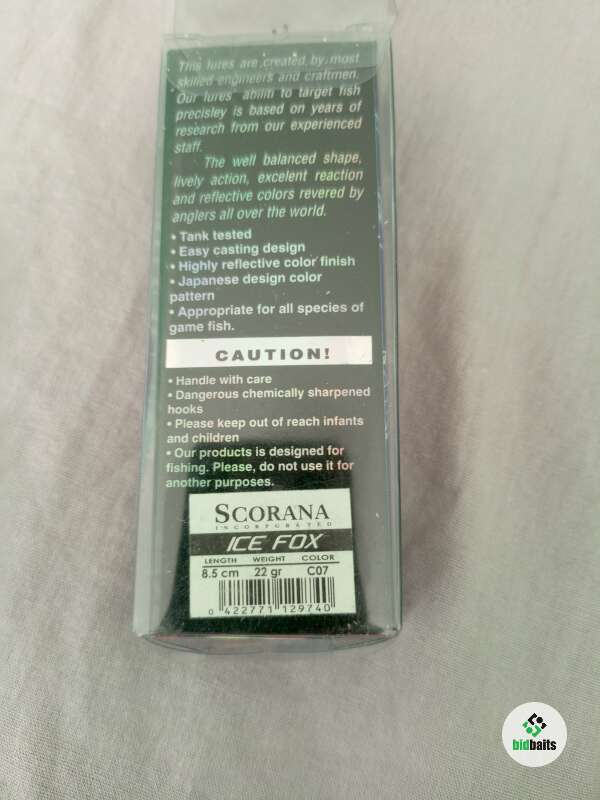 This lures are created by most
skilled engineers and craftmen.
Our lures' abiliti to target fish
precisley is based on years of
research from our experienced
staff.
The well balanced shape,
lively action, excelent reaction
and reflective colors revered by
anglers all over the world.
• Tank tested
• Easy casting design
• Highly reflective color finish
• Japanese design color
pattern
• Appropriate for all species of
game fish.
CAUTION!
• Handle with care
• Dangerous chemically sharpened
hooks
• Please keep out of reach infants
and children
• Our products is designed for
fishing. Please, do not use it for
another purposes.
SCORANA
INCORPORATED
ICE FOX
LENGTH WEIGHT COLOR
8.5 cm 22 gr C07
0 422771 129740
bidbaits